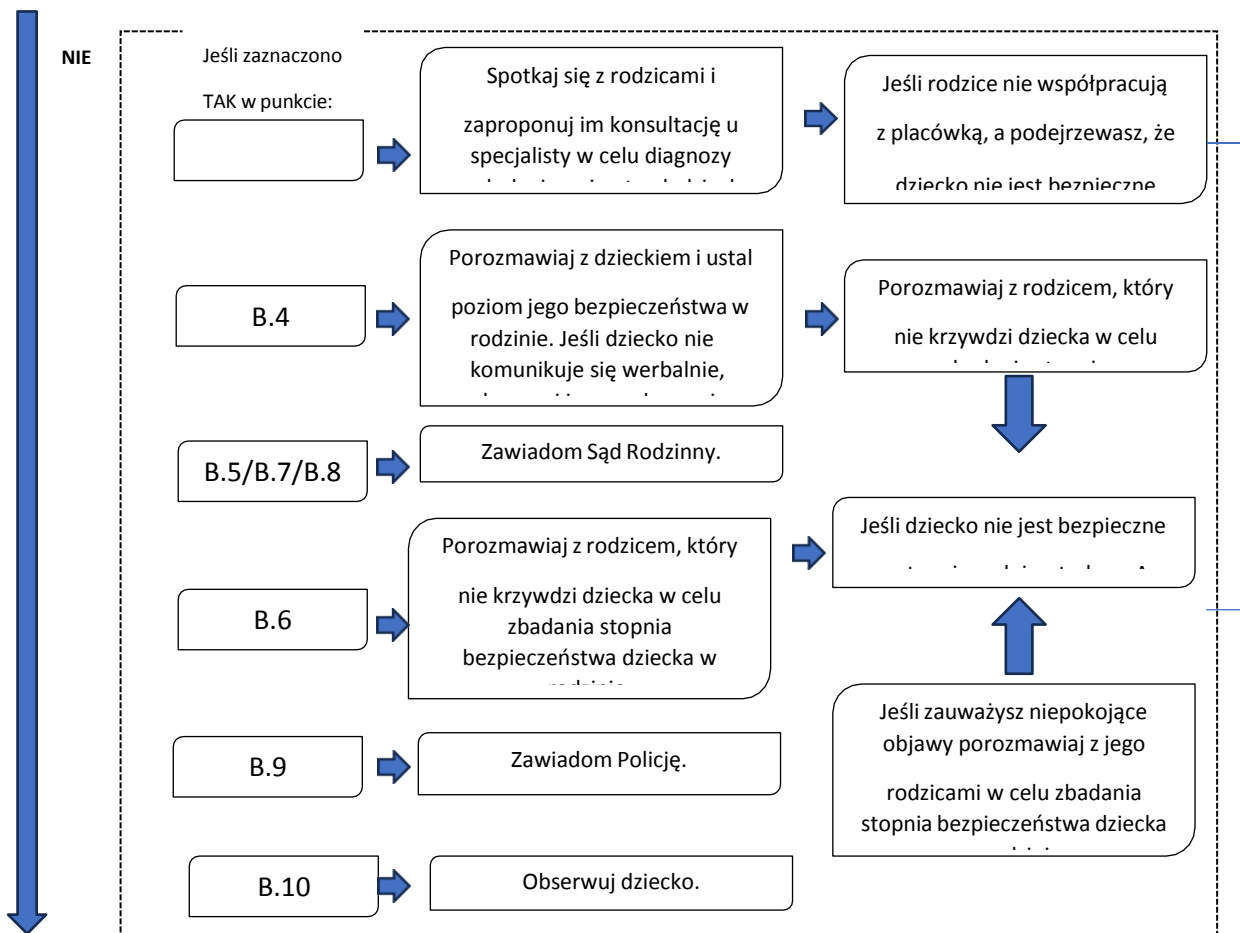 NIE
Jeśli zaznaczono
TAK w punkcie:
Spotkaj się z rodzicami i
zaproponuj im konsultację u
specjalisty w celu diagnozy
Jeśli rodzice nie współpracują
z placówką, a podejrzewasz, że
dziecko nie jest bezpieczne
B.4
Porozmawiaj z dzieckiem i ustal
poziom jego bezpieczeństwa w
rodzinie. Jeśli dziecko nie
komunikuje się werbalnie,
Porozmawiaj z rodzicem, który
nie krzywdzi dziecka w celu
B.5/B.7/B.8
Zawiadom Sąd Rodzinny.
B.6
Porozmawiaj z rodzicem, który
nie krzywdzi dziecka w celu
zbadania stopnia
bezpieczeństwa dziecka w
Jeśli dziecko nie jest bezpieczne
Jeśli zauważysz niepokojące
objawy porozmawiaj z jego
rodzicami w celu zbadania
stopnia bezpieczeństwa dziecka
B.9
Zawiadom Policję.
B.10
Obserwuj dziecko.